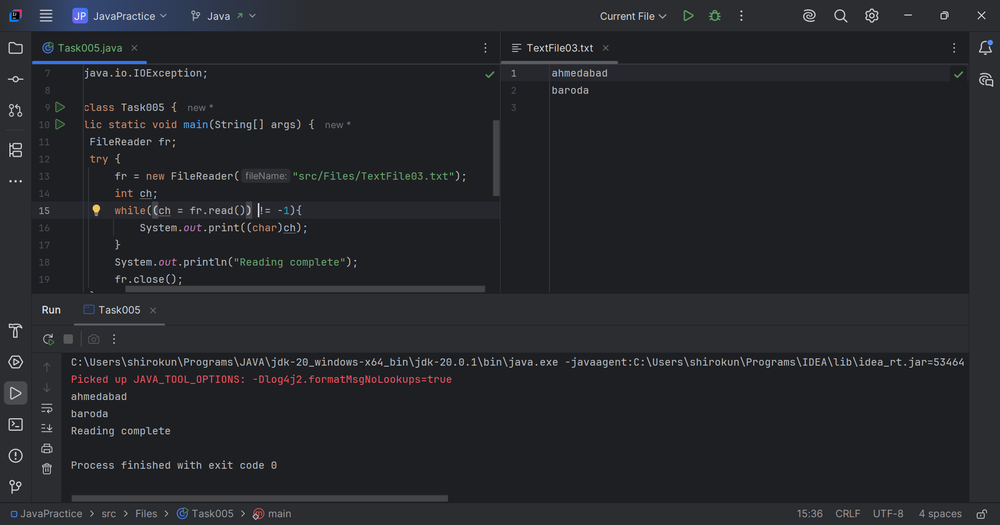 JP JavaPractice Java Current File
Task005.java
TextFile03.txt
7 java.io.IOException;
8
9 class Task005 { new *
10 lic static void main(String[] args) { new *
11 FileReader fr;
12 try {
13 fr = new FileReader( fileName: "src/Files/TextFile03.txt");
14 int ch;
15 while((ch = fr.read()) != -1){
16 System.out.print((char)ch);
17 }
18 System.out.println("Reading complete");
19 fr.close();
1 ahmedabad
2 baroda
3
Run Task005
C:\Users\shirokun\Programs\JAVA\jdk-20_windows-x64_bin\jdk-20.0.1\bin\java.exe -javaagent:C:\Users\shirokun\Programs\IDEA\lib\idea_rt.jar=53464
Picked up JAVA_TOOL_OPTIONS: -Dlog4j2.formatMsgNoLookups=true
ahmedabad
baroda
Reading complete
Process finished with exit code 0
JavaPractice > src > Files > Task005 > main 15:36 CRLF UTF-8 4 spaces